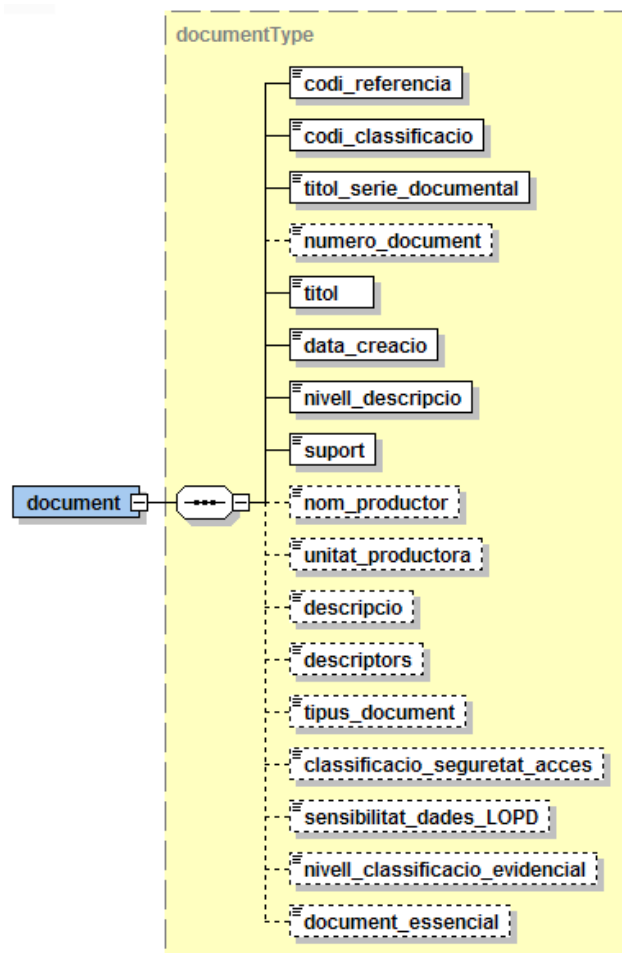 documentType
codi_referencia
codi_classificacio
titol_serie_documental
numero_document
titol
data_creacio
nivell_descripcio
suport
document
nom_productor
unitat_productora
descripcio
descriptors
tipus_document
classificacio_seguretat_acces
sensibilitat_dades_LOPD
nivell_classificacio_evidencial
document_essencial